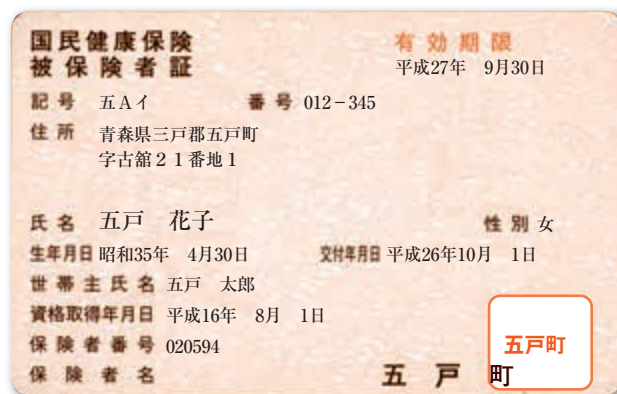 国民健康保険 有効期限
被保険者証 平成27年 9月30日
記号 五Aイ 番号 012-345
住所 青森県三戸郡五戸町
字古舘21番地1
氏名 五戸 花子 性別 女
生年月日 昭和35年 4月30日 交付年月日 平成26年10月 1日
世帯主氏名 五戸 太郎
資格取得年月日 平成16年 8月 1日
保険者番号 020594
保険者名 五戸町
五戸町